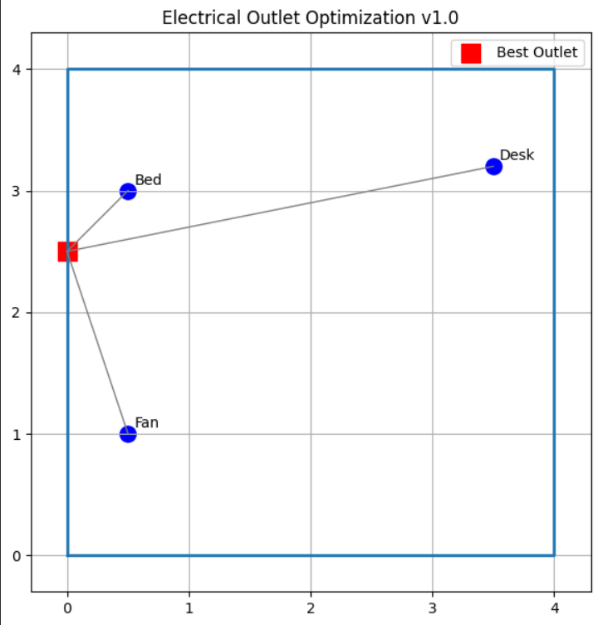 Electrical Outlet Optimization v1.0
Best Outlet
4
Desk
Bed
3
2
Fan
1
0
0 1 2 3 4